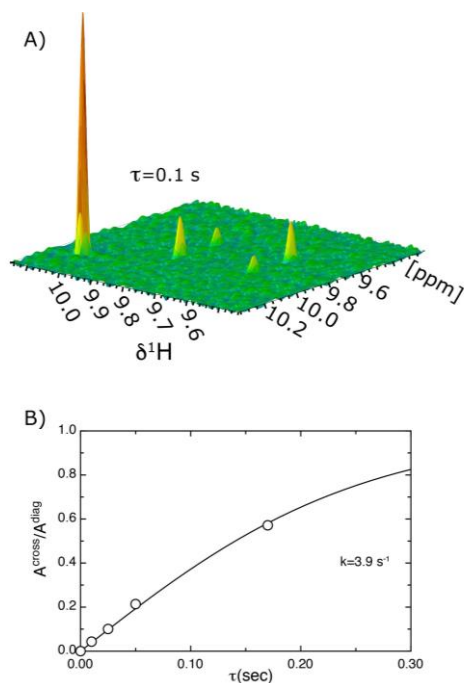 A)
τ=0.1 s
10.0
9.9
9.8
9.7
9.6
δ¹H
10.2
10.0
9.8
9.6
[ppm]
B)
1.0
0.8
0.6
0.4
0.2
0.0
A^cross/A^diag
k=3.9 s⁻¹
0.00
0.10
0.20
0.30
τ(sec)